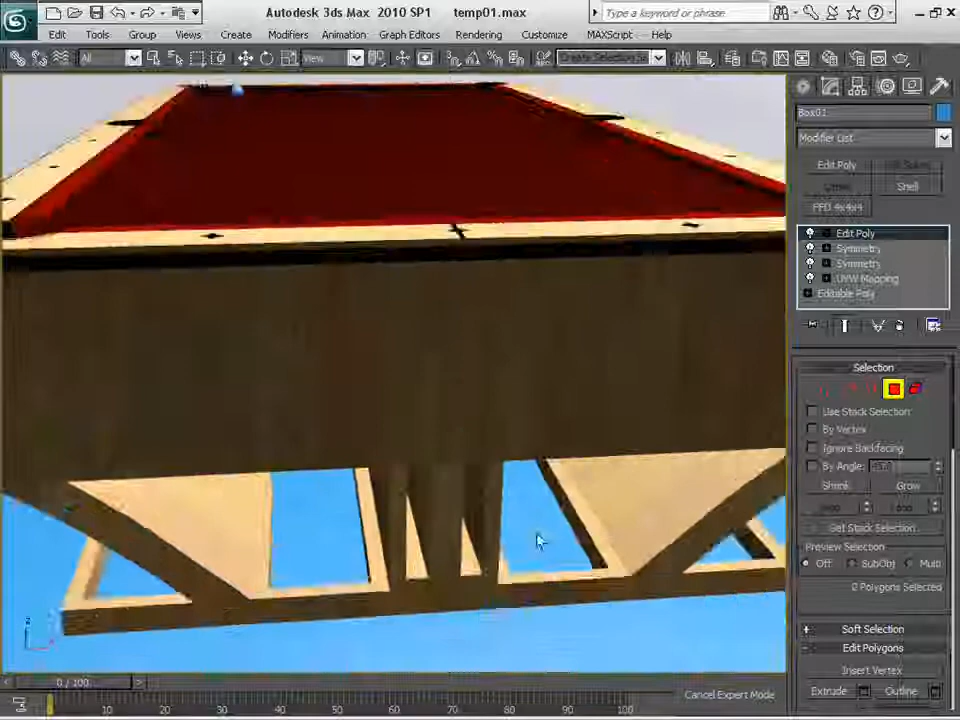 Autodesk 3ds Max 2010 SP1 temp01.max
Type a keyword or phrase
Edit Tools Group Views Create Modifiers Animation Graph Editors Rendering Customize MAXScript Help
All View Create Selection Se
Box01
Modifier List
Edit Poly
Shell
FFD 4x4x4
Edit Poly
Symmetry
Symmetry
UVW Mapping
Editable Poly
Selection
Use Stack Selection
By Vertex
Ignore Backfacing
By Angle: 45.0
Shrink Grow
Get Stack Selection
Preview Selection
Off SubObj Multi
Soft Selection
Edit Polygons
Insert Vertex
Extrude Outline
0 / 100
10 20 30 40 50 60 70 80 90 100
Cancel Expert Mode